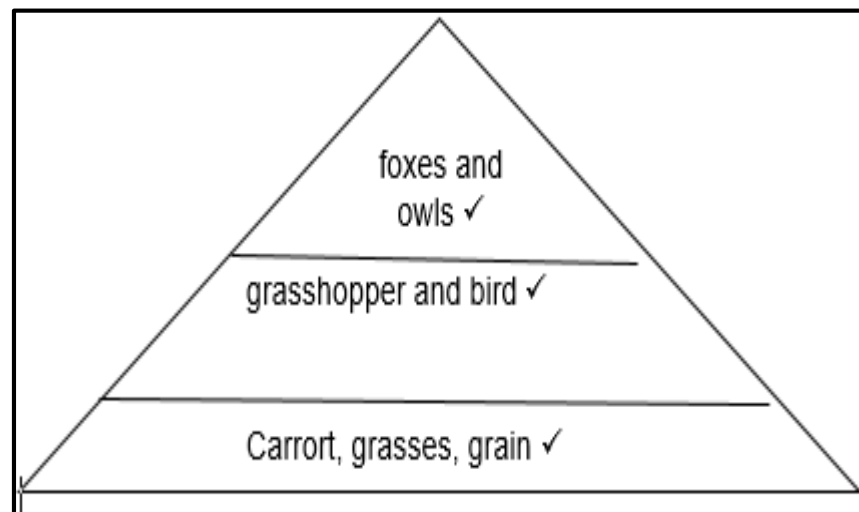 foxes and
owls ✓
grasshopper and bird ✓
Carrort, grasses, grain ✓